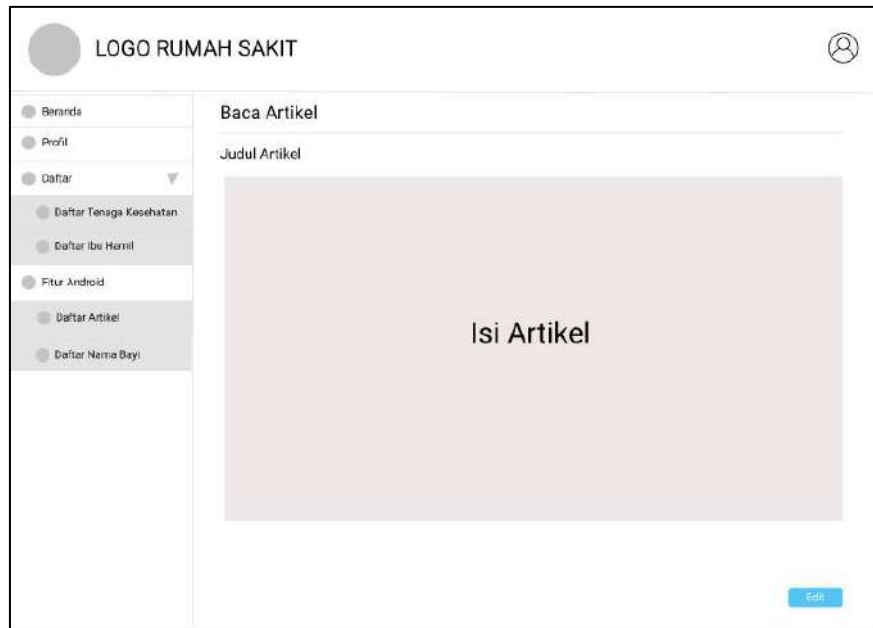 LOGO RUMAH SAKIT
Beranda
Profil
Daftar
Daftar Tenaga Kesehatan
Daftar Ibu Hamil
Fitur Android
Daftar Artikel
Daftar Nama Bayi
Baca Artikel
Judul Artikel
Isi Artikel
Edit